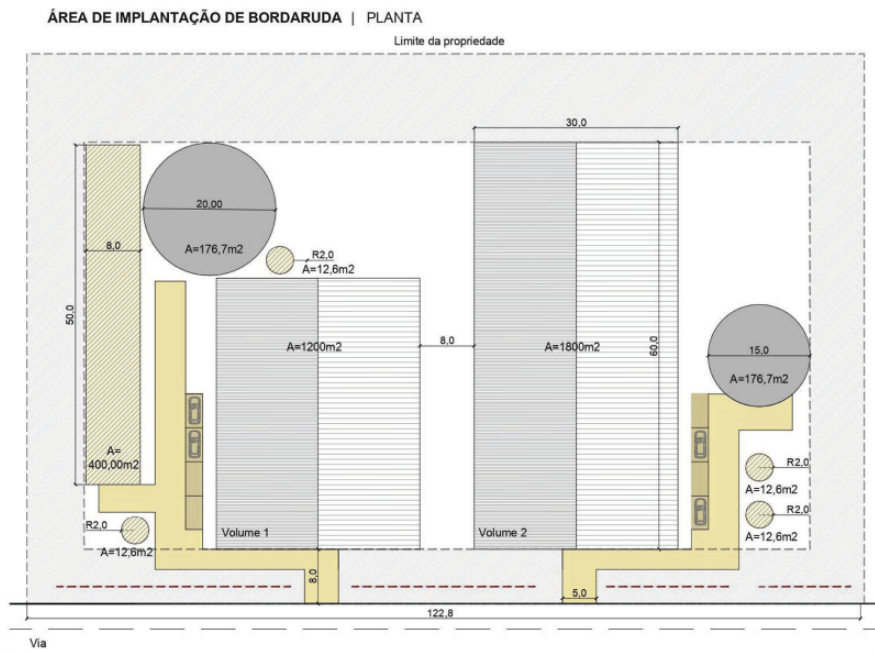 ÁREA DE IMPLANTAÇÃO DE BORDARUDA | PLANTA
Limite da propriedade
30,0
20,00
A=176,7m2
8,0
R2,0
A=12,6m2
50,0
A=1200m2
8,0
A=1800m2
60,0
15,0
A=176,7m2
A=
400,00m2
R2,0
A=12,6m2
R2,0
A=12,6m2
R2,0
A=12,6m2
Volume 1
Volume 2
8,0
5,0
122,8
Via